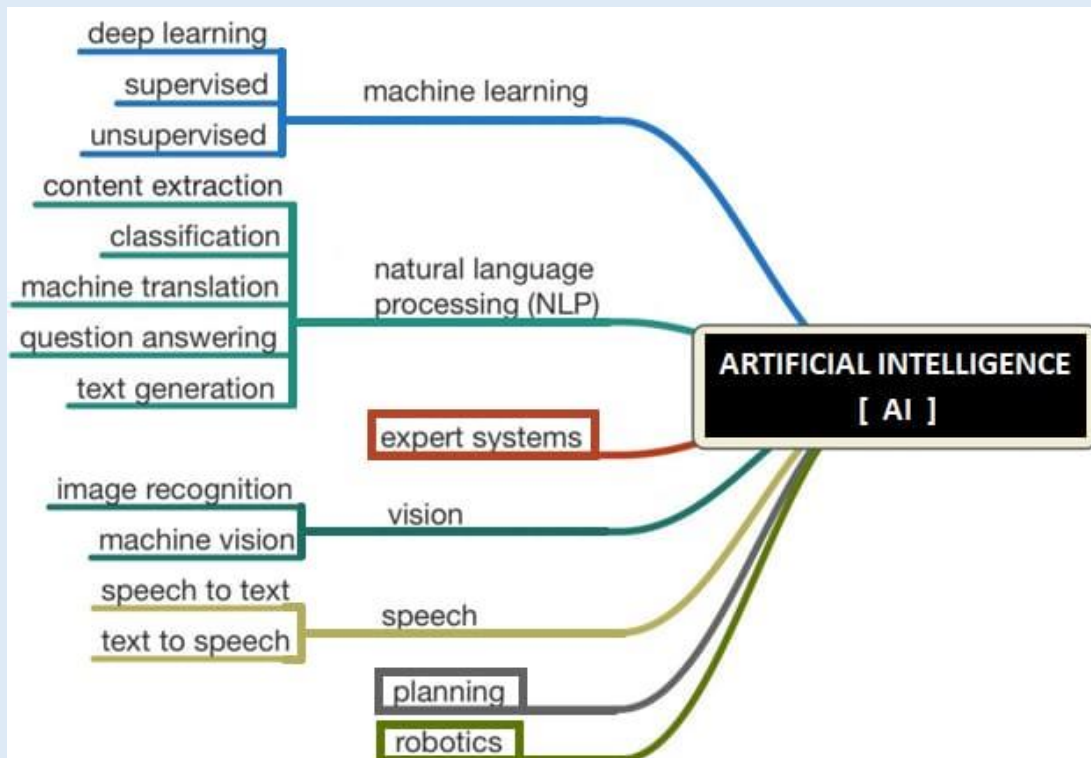 deep learning
supervised
unsupervised
machine learning
content extraction
classification
machine translation
question answering
text generation
natural language
processing (NLP)
expert systems
image recognition
machine vision
vision
speech to text
text to speech
speech
planning
robotics
ARTIFICIAL INTELLIGENCE
[ AI ]